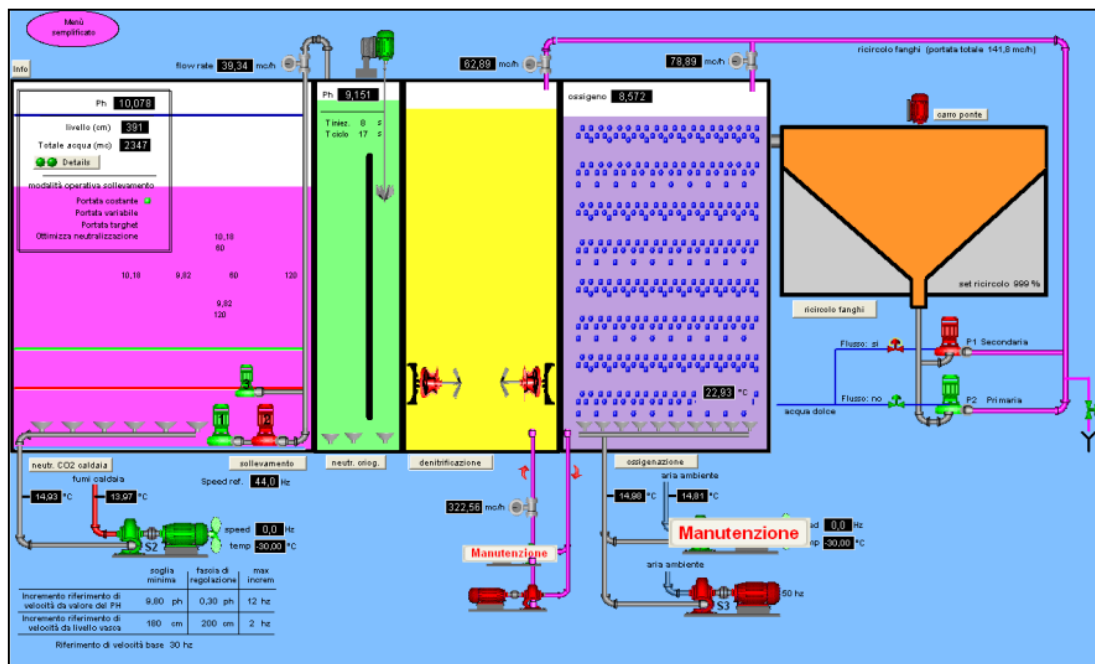 Menù
semplificato
Info
flow rate 39,34 mc/h
62,89 mc/h
78,89 mc/h
ricircolo fanghi (portata totale 141,8 mc/h)
Ph 10,078
livello (cm) 391
Totale acqua (mc) 2347
Details
modalità operativa sollevamento
Portata costante
Portata variabile
Portata targhet
Ottimizza neutralizzazione
10,18
60
10,18 9,82 60 120
9,82
120
Ph 9,151
T iniez. 8 s
T ciclo 17 s
ossigeno 8,572
22,93 °C
carro ponte
set ricircolo 999 %
ricircolo fanghi
Flusso: si
P1 Secondaria
Flusso: no
P2 Primaria
acqua dolce
neutr. CO2 caldaia
sollevamento
neutr. criog.
denitrificazione
ossigenazione
fumi caldaia
Speed ref. 44,0 Hz
14,93 °C
13,97 °C
S2
speed 0,0 Hz
temp -30,00 °C
322,56 mc/h
Manutenzione
aria ambiente
14,98 °C
14,81 °C
Manutenzione
ed 0,0 Hz
mp -30,00 °C
aria ambiente
S3
50 hz
soglia minima
fascia di regolazione
max increm
Incremento riferimento di velocità da valore del PH
9,80 ph
0,30 ph
12 hz
Incremento riferimento di velocità da livello vasca
180 cm
200 cm
2 hz
Riferimento di velocità base 30 hz